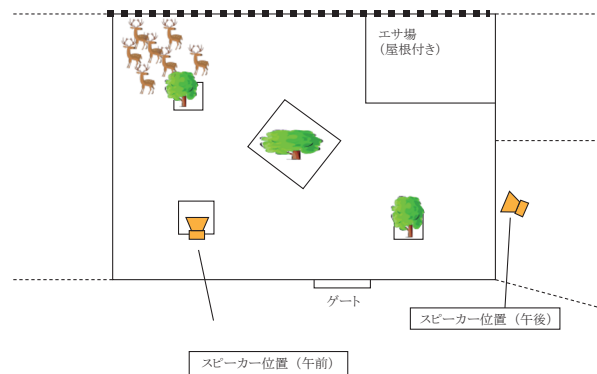 エサ場
（屋根付き）
ゲート
スピーカー位置（午後）
スピーカー位置（午前）